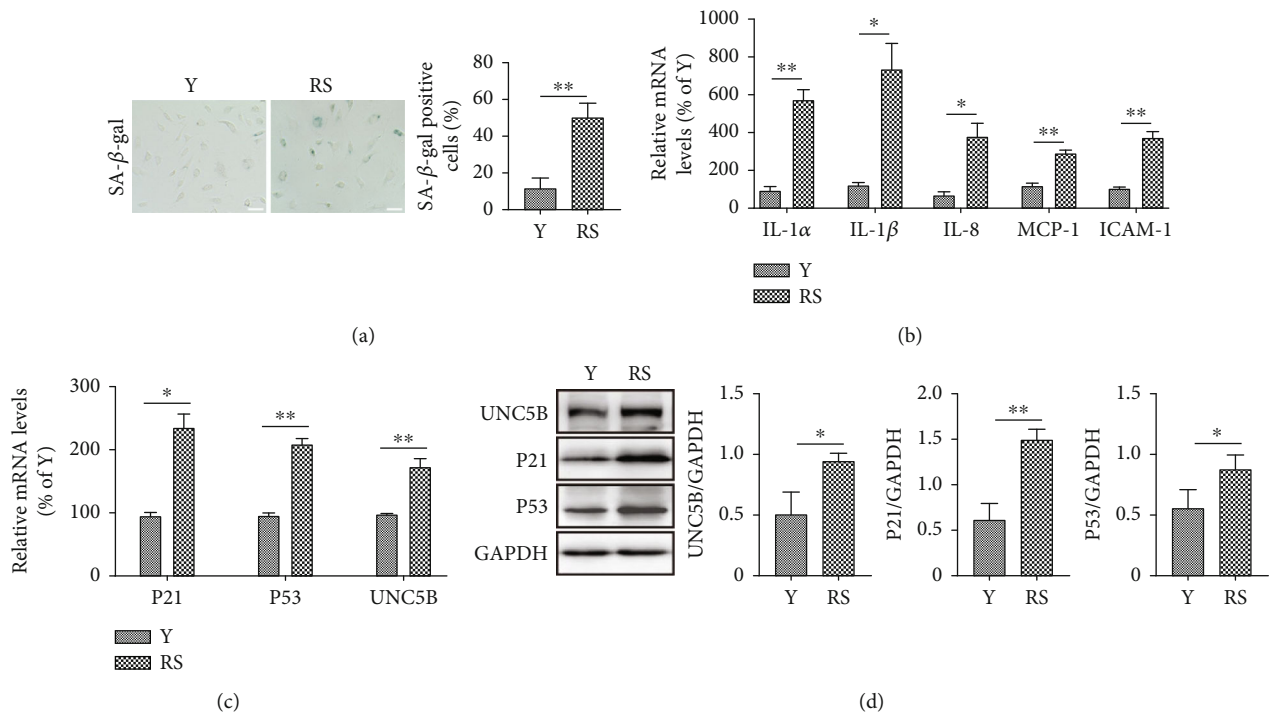 Y
RS
SA-β-gal
SA-β-gal positive
cells (%)
80
60
40
20
0
**
Y
RS
(a)
Relative mRNA
levels (% of Y)
1000
800
600
400
200
0
**
*
*
**
**
IL-1α
IL-1β
IL-8
MCP-1
ICAM-1
Y
RS
(b)
Relative mRNA levels
(% of Y)
300
200
100
0
*
**
**
P21
P53
UNC5B
Y
RS
(c)
Y
RS
UNC5B
P21
P53
GAPDH
UNC5B/GAPDH
1.5
1.0
0.5
0
*
Y
RS
P21/GAPDH
2.0
1.5
1.0
0.5
0
**
Y
RS
P53/GAPDH
1.5
1.0
0.5
0
*
Y
RS
(d)